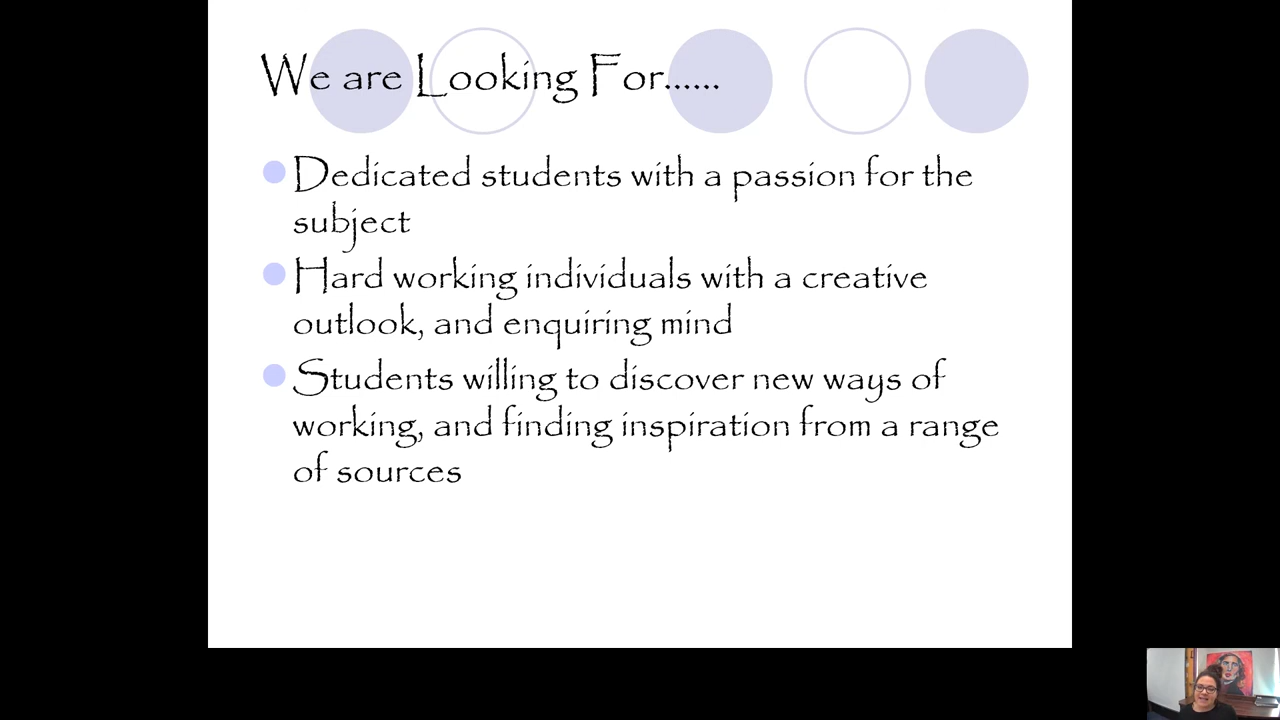 We are Looking For......
Dedicated students with a passion for the
subject
Hard working individuals with a creative
outlook, and enquiring mind
Students willing to discover new ways of
working, and finding inspiration from a range
of sources